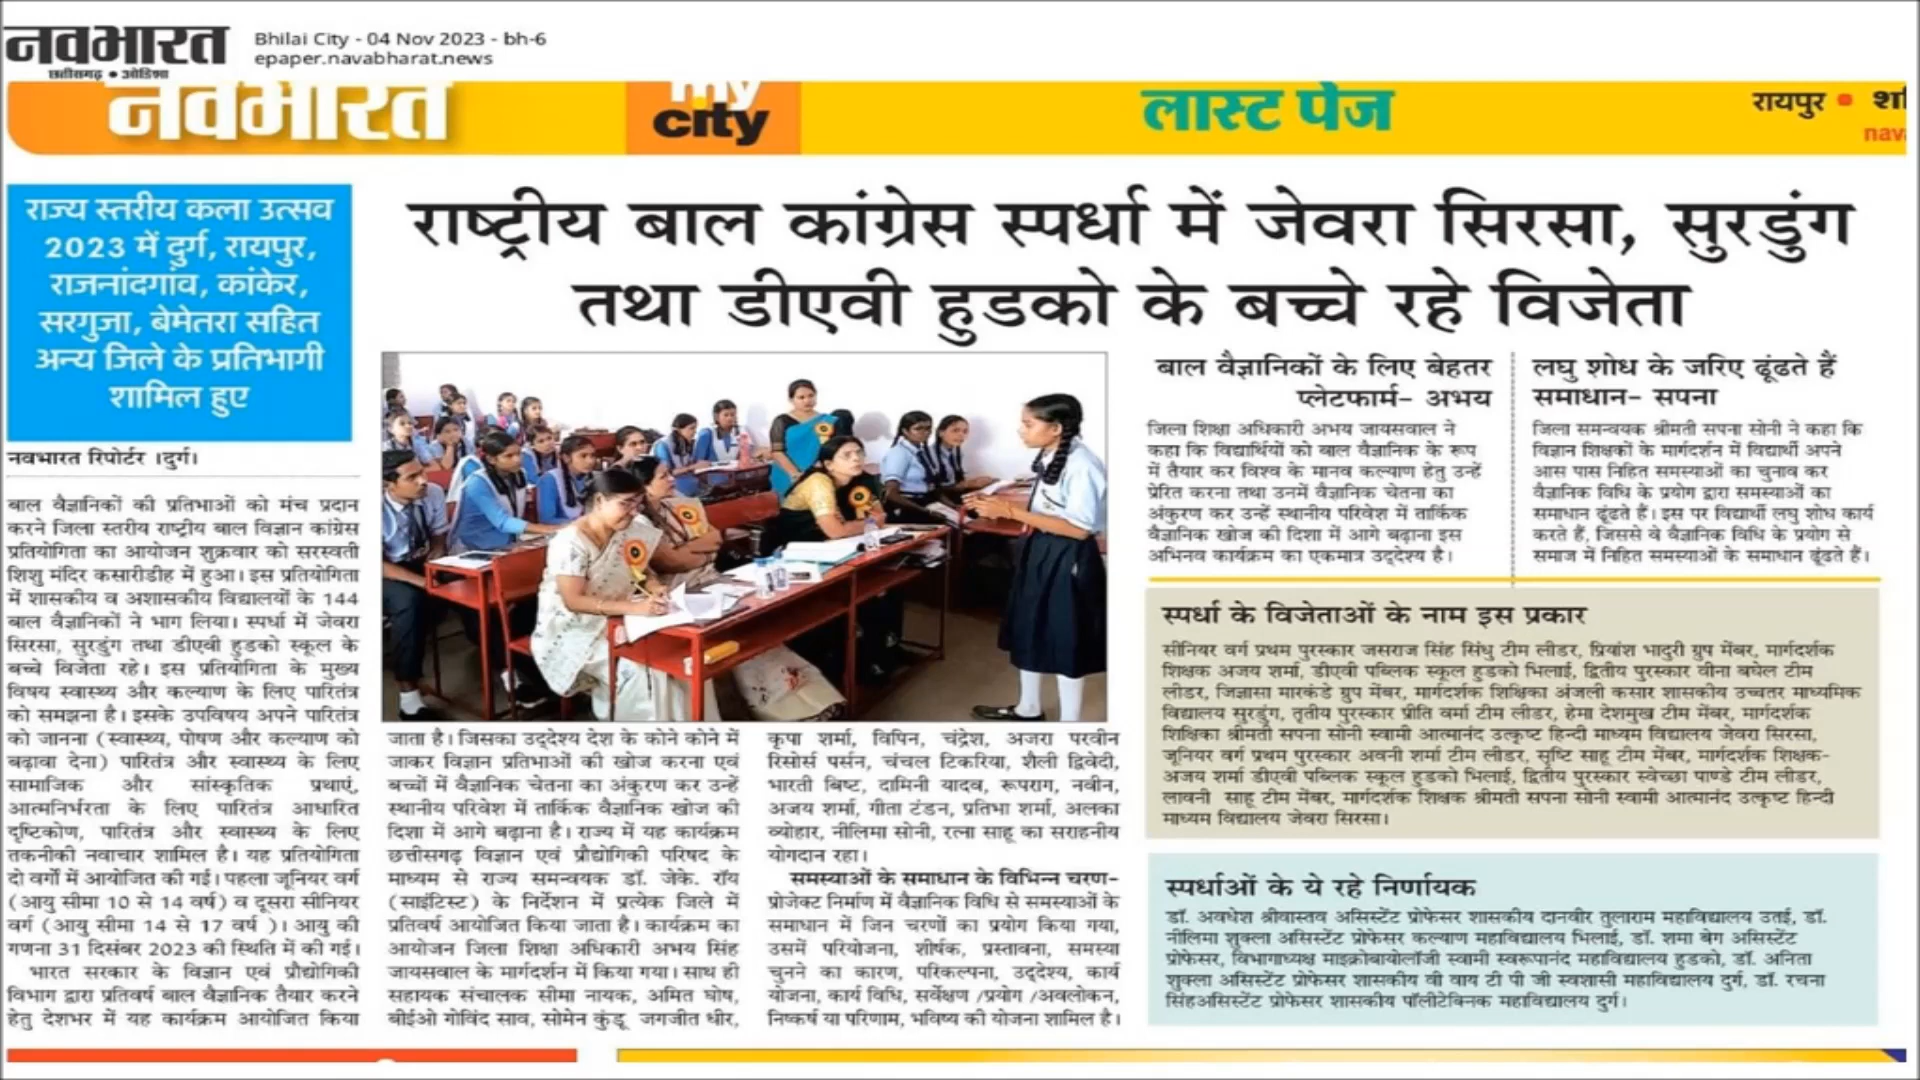 नवभारत
छत्तीसगढ़ • ओडिशा
Bhilai City - 04 Nov 2023 - bh-6
epaper.navabharat.news
नवभारत
my
city
लास्ट पेज
रायपुर •
राज्य स्तरीय कला उत्सव
2023 में दुर्ग, रायपुर,
राजनांदगांव, कांकेर,
सरगुजा, बेमेतरा सहित
अन्य जिले के प्रतिभागी
शामिल हुए
राष्ट्रीय बाल कांग्रेस स्पर्धा में जेवरा सिरसा, सुरडुंग
तथा डीएवी हुडको के बच्चे रहे विजेता
नवभारत रिपोर्टर ।दुर्ग।
बाल वैज्ञानिकों की प्रतिभाओं को मंच प्रदान
करने जिला स्तरीय राष्ट्रीय बाल विज्ञान कांग्रेस
प्रतियोगिता का आयोजन शुक्रवार को सरस्वती
शिशु मंदिर कसारीडीह में हुआ। इस प्रतियोगिता
में शासकीय व अशासकीय विद्यालयों के 144
बाल वैज्ञानिकों ने भाग लिया। स्पर्धा में जेवरा
सिरसा, सुरडुंग तथा डीएवी हुडको स्कूल के
बच्चे विजेता रहे। इस प्रतियोगिता के मुख्य
विषय स्वास्थ्य और कल्याण के लिए पारितंत्र
को समझना है। इसके उपविषय अपने पारितंत्र
को जानना (स्वास्थ्य, पोषण और कल्याण को
बढ़ावा देना) पारितंत्र और स्वास्थ्य के लिए
सामाजिक और सांस्कृतिक प्रथाएं,
आत्मनिर्भरता के लिए पारितंत्र आधारित
दृष्टिकोण, पारितंत्र और स्वास्थ्य के लिए
तकनीकी नवाचार शामिल है। यह प्रतियोगिता
दो वर्गों में आयोजित की गई। पहला जूनियर वर्ग
(आयु सीमा 10 से 14 वर्ष) व दूसरा सीनियर
वर्ग (आयु सीमा 14 से 17 वर्ष )। आयु की
गणना 31 दिसंबर 2023 की स्थिति में की गई।
भारत सरकार के विज्ञान एवं प्रौद्योगिकी
विभाग द्वारा प्रतिवर्ष बाल वैज्ञानिक तैयार करने
हेतु देशभर में यह कार्यक्रम आयोजित किया
जाता है। जिसका उद्देश्य देश के कोने कोने में
जाकर विज्ञान प्रतिभाओं की खोज करना एवं
बच्चों में वैज्ञानिक चेतना का अंकुरण कर उन्हें
स्थानीय परिवेश में तार्किक वैज्ञानिक खोज की
दिशा में आगे बढ़ाना है। राज्य में यह कार्यक्रम
छत्तीसगढ़ विज्ञान एवं प्रौद्योगिकी परिषद के
माध्यम से राज्य समन्वयक डॉ. जेके. रॉय
(साइंटिस्ट) के निर्देशन में प्रत्येक जिले में
प्रतिवर्ष आयोजित किया जाता है। कार्यक्रम का
आयोजन जिला शिक्षा अधिकारी अभय सिंह
जायसवाल के मार्गदर्शन में किया गया। साथ ही
सहायक संचालक सीमा नायक, अमित घोष,
बीईओ गोविंद साव, सोमेन कुंडू जगजीत धीर,
कृपा शर्मा, विपिन, चंद्रेश, अजरा परवीन
रिसोर्स पर्सन, चंचल टिकरिया, शैली द्विवेदी,
भारती बिष्ट, दामिनी यादव, रूपराग, नवीन,
अजय शर्मा, गीता टंडन, प्रतिभा शर्मा, अलका
व्योहार, नीलिमा सोनी, रत्ना साहू का सराहनीय
योगदान रहा।
समस्याओं के समाधान के विभिन्न चरण-
प्रोजेक्ट निर्माण में वैज्ञानिक विधि से समस्याओं के
समाधान में जिन चरणों का प्रयोग किया गया,
उसमें परियोजना, शीर्षक, प्रस्तावना, समस्या
चुनने का कारण, परिकल्पना, उद्देश्य, कार्य
योजना, कार्य विधि, सर्वेक्षण /प्रयोग /अवलोकन,
निष्कर्ष या परिणाम, भविष्य की योजना शामिल है।
बाल वैज्ञानिकों के लिए बेहतर
प्लेटफार्म- अभय
जिला शिक्षा अधिकारी अभय जायसवाल ने
कहा कि विद्यार्थियों को बाल वैज्ञानिक के रूप
में तैयार कर विश्व के मानव कल्याण हेतु उन्हें
प्रेरित करना तथा उनमें वैज्ञानिक चेतना का
अंकुरण कर उन्हें स्थानीय परिवेश में तार्किक
वैज्ञानिक खोज की दिशा में आगे बढ़ाना इस
अभिनव कार्यक्रम का एकमात्र उद्देश्य है।
लघु शोध के जरिए ढूंढते हैं
समाधान- सपना
जिला समन्वयक श्रीमती सपना सोनी ने कहा कि
विज्ञान शिक्षकों के मार्गदर्शन में विद्यार्थी अपने
आस पास निहित समस्याओं का चुनाव कर
वैज्ञानिक विधि के प्रयोग द्वारा समस्याओं का
समाधान ढूंढते हैं। इस पर विद्यार्थी लघु शोध कार्य
करते हैं, जिससे वे वैज्ञानिक विधि के प्रयोग से
समाज में निहित समस्याओं के समाधान ढूंढते हैं।
स्पर्धा के विजेताओं के नाम इस प्रकार
सीनियर वर्ग प्रथम पुरस्कार जसराज सिंह सिंधु टीम लीडर, प्रियांश भादुरी ग्रुप मेंबर, मार्गदर्शक
शिक्षक अजय शर्मा, डीएवी पब्लिक स्कूल हुडको भिलाई, द्वितीय पुरस्कार वीना बघेल टीम
लीडर, जिज्ञासा मारकंडे ग्रुप मेंबर, मार्गदर्शक शिक्षिका अंजली कसार शासकीय उच्चतर माध्यमिक
विद्यालय सुरडुंग, तृतीय पुरस्कार प्रीति वर्मा टीम लीडर, हेमा देशमुख टीम मेंबर, मार्गदर्शक
शिक्षिका श्रीमती सपना सोनी स्वामी आत्मानंद उत्कृष्ट हिन्दी माध्यम विद्यालय जेवरा सिरसा,
जूनियर वर्ग प्रथम पुरस्कार अवनी शर्मा टीम लीडर, सृष्टि साहू टीम मेंबर, मार्गदर्शक शिक्षक-
अजय शर्मा डीएवी पब्लिक स्कूल हुडको भिलाई, द्वितीय पुरस्कार स्वेच्छा पाण्डे टीम लीडर,
लावनी साहू टीम मेंबर, मार्गदर्शक शिक्षक श्रीमती सपना सोनी स्वामी आत्मानंद उत्कृष्ट हिन्दी
माध्यम विद्यालय जेवरा सिरसा।
स्पर्धाओं के ये रहे निर्णायक
डॉ. अवधेश श्रीवास्तव असिस्टेंट प्रोफेसर शासकीय दानवीर तुलाराम महाविद्यालय उतई, डॉ.
नीलिमा शुक्ला असिस्टेंट प्रोफेसर कल्याण महाविद्यालय भिलाई, डॉ. शमा बेग असिस्टेंट
प्रोफेसर, विभागाध्यक्ष माइक्रोबायोलॉजी स्वामी स्वरूपानंद महाविद्यालय हुडको, डॉ. अनिता
शुक्ला असिस्टेंट प्रोफेसर शासकीय वी वाय टी पी जी स्वशासी महाविद्यालय दुर्ग, डॉ. रचना
सिंहअसिस्टेंट प्रोफेसर शासकीय पॉलीटेक्निक महाविद्यालय दुर्ग।